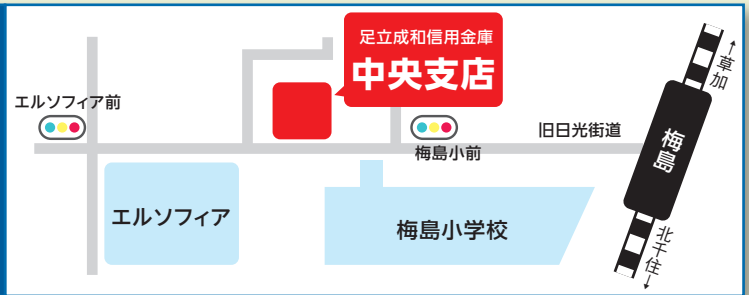 足立成和信用金庫
中央支店
←草加
エルソフィア前
旧日光街道
梅島
梅島小前
エルソフィア
梅島小学校
北千住→